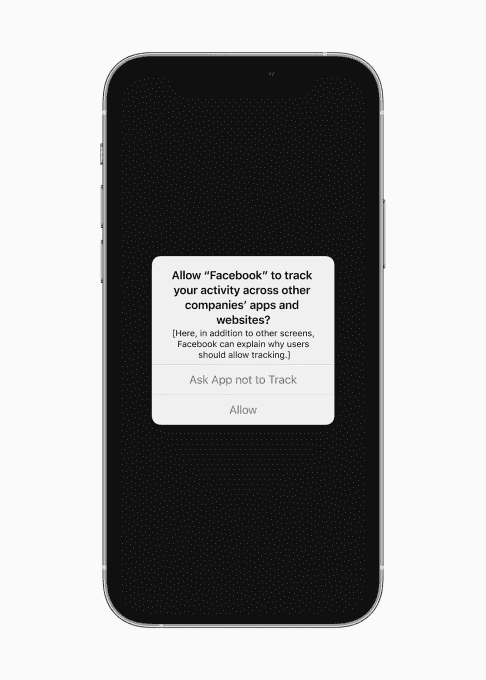 Allow “Facebook” to track
your activity across other
companies’ apps and
websites?
[Here, in addition to other screens,
Facebook can explain why users
should allow tracking.]
Ask App not to Track
Allow